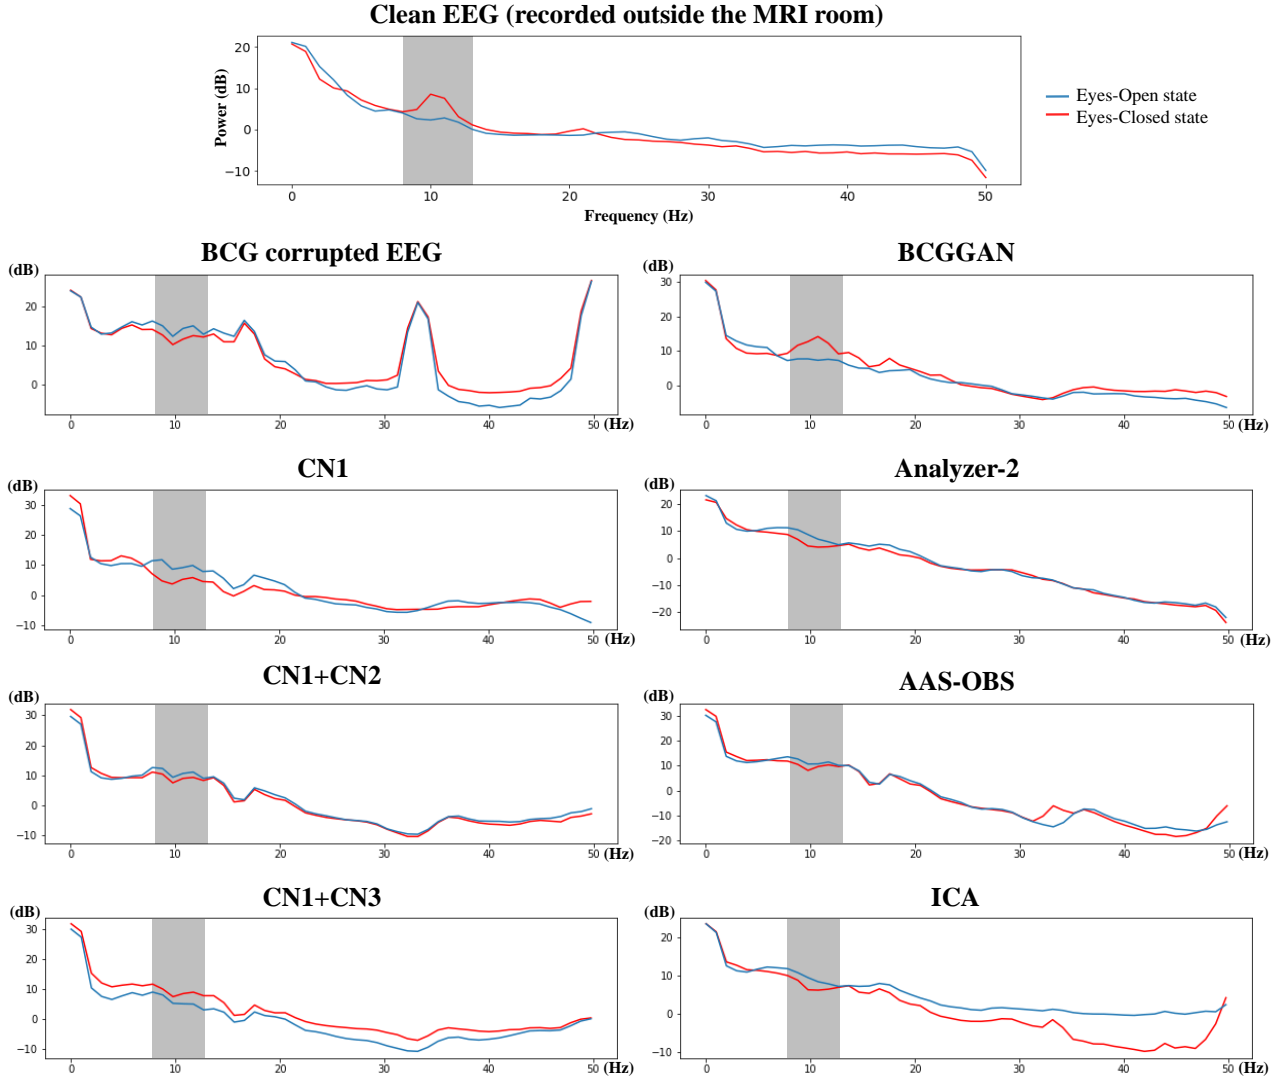 Clean EEG (recorded outside the MRI room)
Power (dB)
20
10
0
−10
0 10 20 30 40 50
Frequency (Hz)
Eyes-Open state
Eyes-Closed state
BCG corrupted EEG
(dB)
20
10
0
0 10 20 30 40 50 (Hz)
BCGGAN
(dB)
30
20
10
0
0 10 20 30 40 50 (Hz)
CN1
(dB)
30
20
10
0
−10
0 10 20 30 40 50 (Hz)
Analyzer-2
(dB)
20
10
0
−10
−20
0 10 20 30 40 50 (Hz)
CN1+CN2
(dB)
30
20
10
0
−10
0 10 20 30 40 50 (Hz)
AAS-OBS
(dB)
30
20
10
0
−10
−20
0 10 20 30 40 50 (Hz)
CN1+CN3
(dB)
30
20
10
0
−10
0 10 20 30 40 50 (Hz)
ICA
(dB)
20
10
0
−10
0 10 20 30 40 50 (Hz)